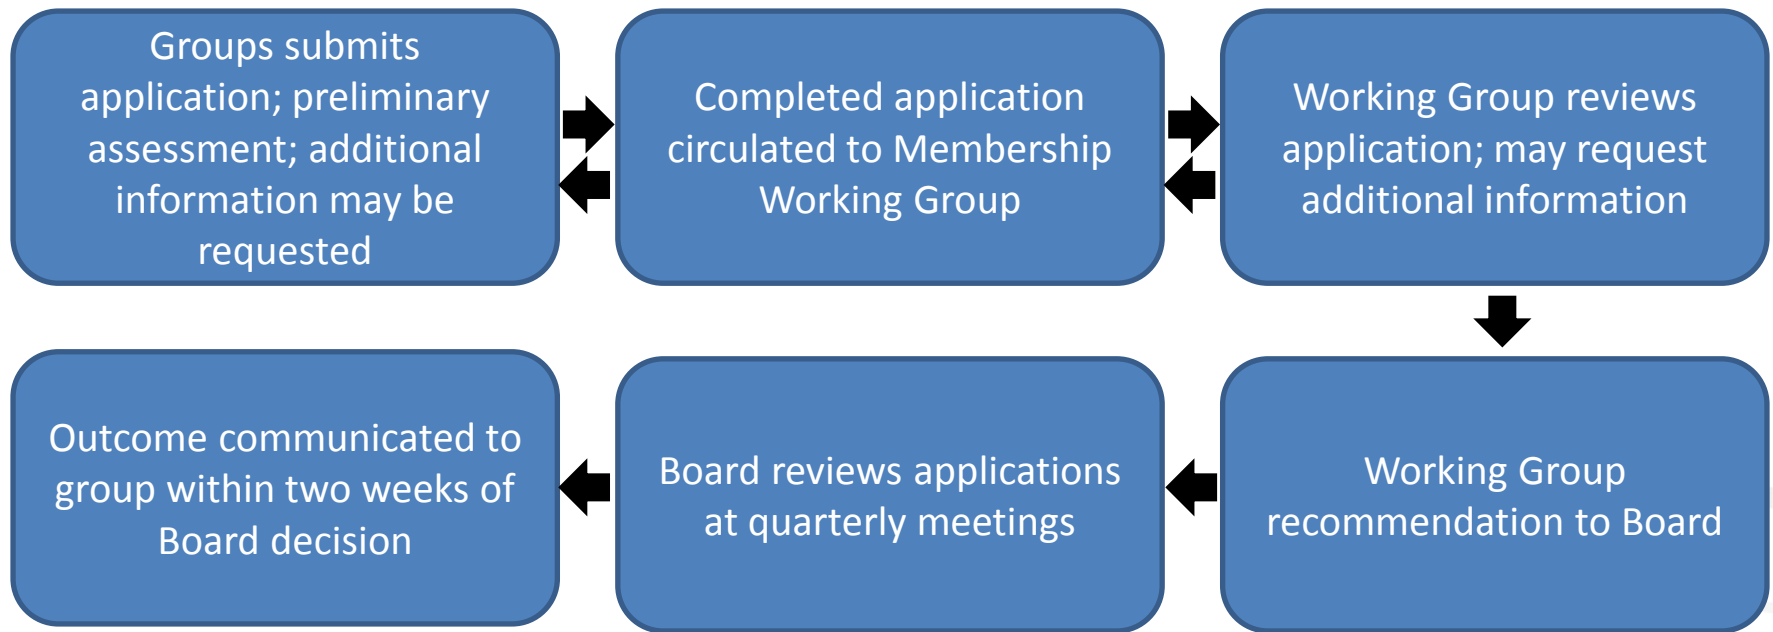 Groups submits
application; preliminary
assessment; additional
information may be
requested
Completed application
circulated to Membership
Working Group
Working Group reviews
application; may request
additional information
Working Group
recommendation to Board
Board reviews applications
at quarterly meetings
Outcome communicated to
group within two weeks of
Board decision